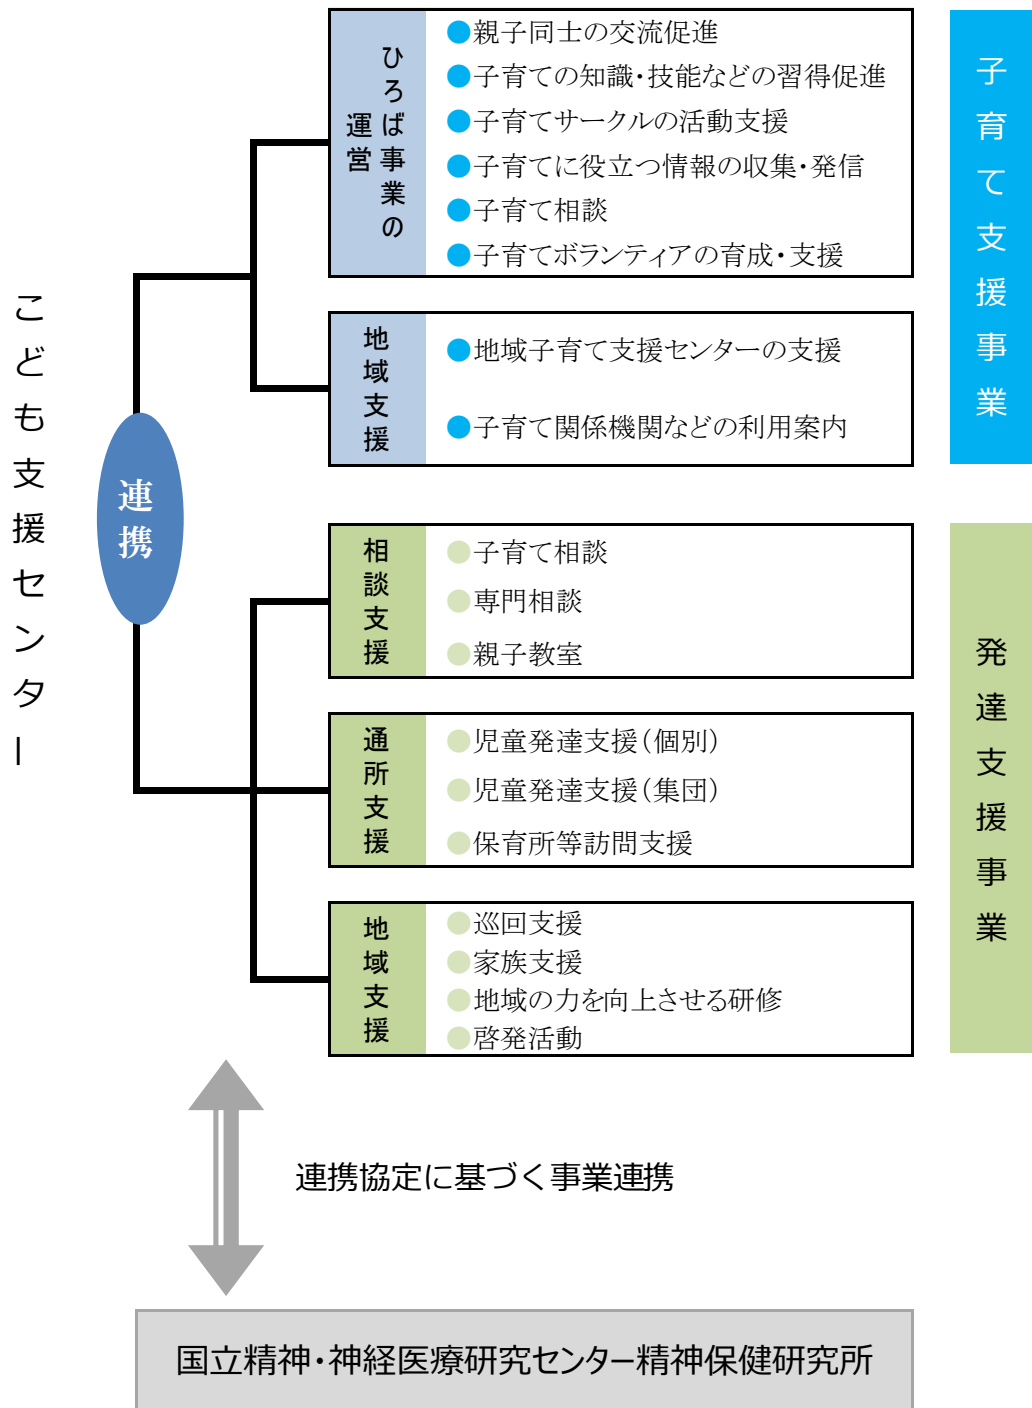 こども支援センター
連携
ひろば事業の
運営
●親子同士の交流促進
●子育ての知識・技能などの習得促進
●子育てサークルの活動支援
●子育てに役立つ情報の収集・発信
●子育て相談
●子育てボランティアの育成・支援
地域支援
●地域子育て支援センターの支援
●子育て関係機関などの利用案内
子育て支援事業
相談支援
●子育て相談
●専門相談
●親子教室
通所支援
●児童発達支援（個別）
●児童発達支援（集団）
●保育所等訪問支援
地域支援
●巡回支援
●家族支援
●地域の力を向上させる研修
●啓発活動
発達支援事業
連携協定に基づく事業連携
国立精神・神経医療研究センター精神保健研究所